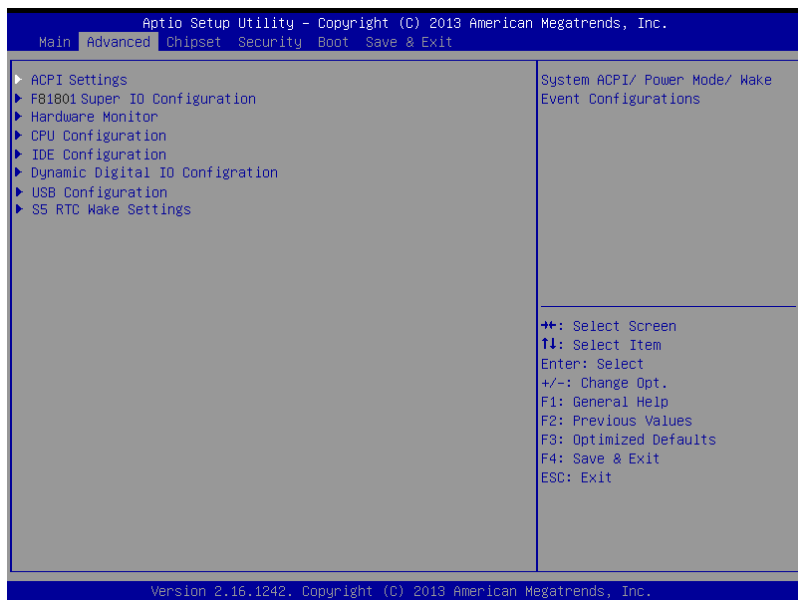 Aptio Setup Utility – Copyright (C) 2013 American Megatrends, Inc.
Main Advanced Chipset Security Boot Save & Exit
ACPI Settings
F81801 Super IO Configuration
Hardware Monitor
CPU Configuration
IDE Configuration
Dynamic Digital IO Configration
USB Configuration
S5 RTC Wake Settings
System ACPI/ Power Mode/ Wake
Event Configurations
→←: Select Screen
↑↓: Select Item
Enter: Select
+/-: Change Opt.
F1: General Help
F2: Previous Values
F3: Optimized Defaults
F4: Save & Exit
ESC: Exit
Version 2.16.1242. Copyright (C) 2013 American Megatrends, Inc.